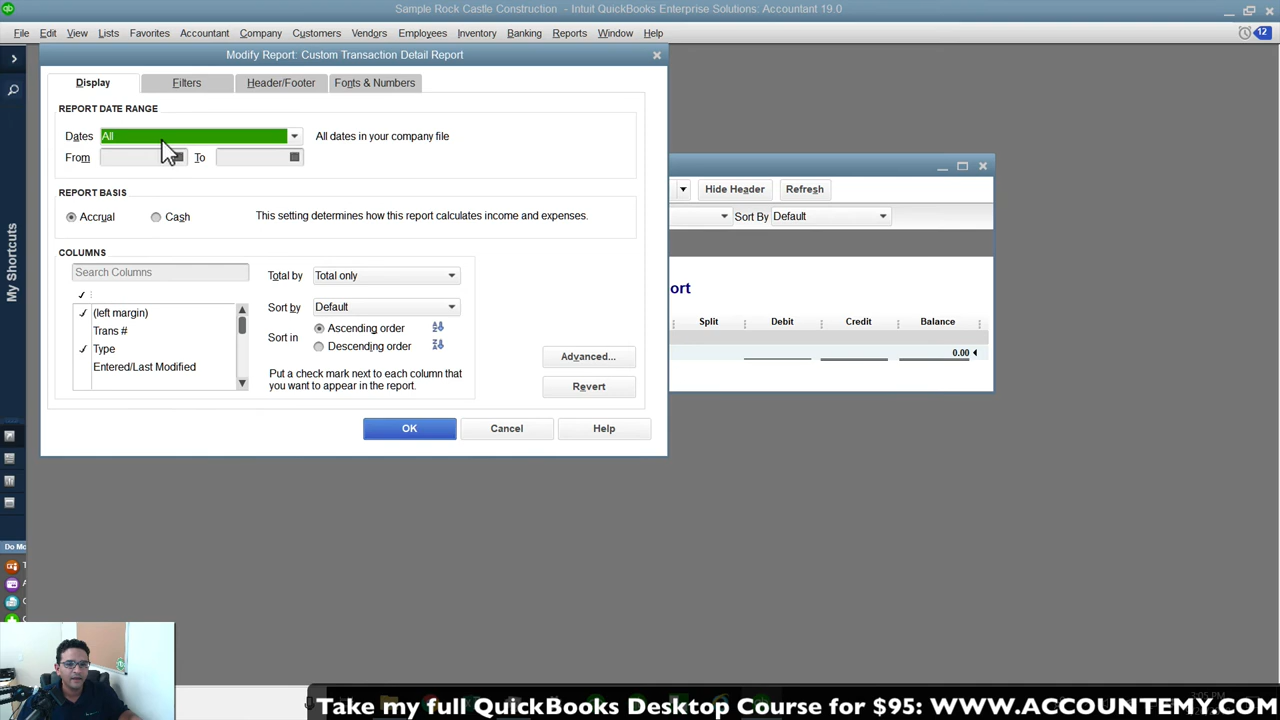 Sample Rock Castle Construction - Intuit QuickBooks Enterprise Solutions: Accountant 19.0
File Edit View Lists Favorites Accountant Company Customers Vendors Employees Inventory Banking Reports Window Help 12
Modify Report: Custom Transaction Detail Report
Display Filters Header/Footer Fonts & Numbers
REPORT DATE RANGE
Dates All All dates in your company file
From To
Hide Header Refresh
REPORT BASIS
Accrual Cash This setting determines how this report calculates income and expenses.
Sort By Default
COLUMNS
Search Columns Total by Total only
ort
(left margin) Sort by Default
Split Debit Credit Balance
Trans # Ascending order
Sort in
Type Descending order
0.00
Entered/Last Modified
Put a check mark next to each column that
you want to appear in the report.
Advanced...
Revert
OK Cancel Help
My Shortcuts
Do Mo
Take my full QuickBooks Desktop Course for $95: WWW.ACCOUNTEMY.COM